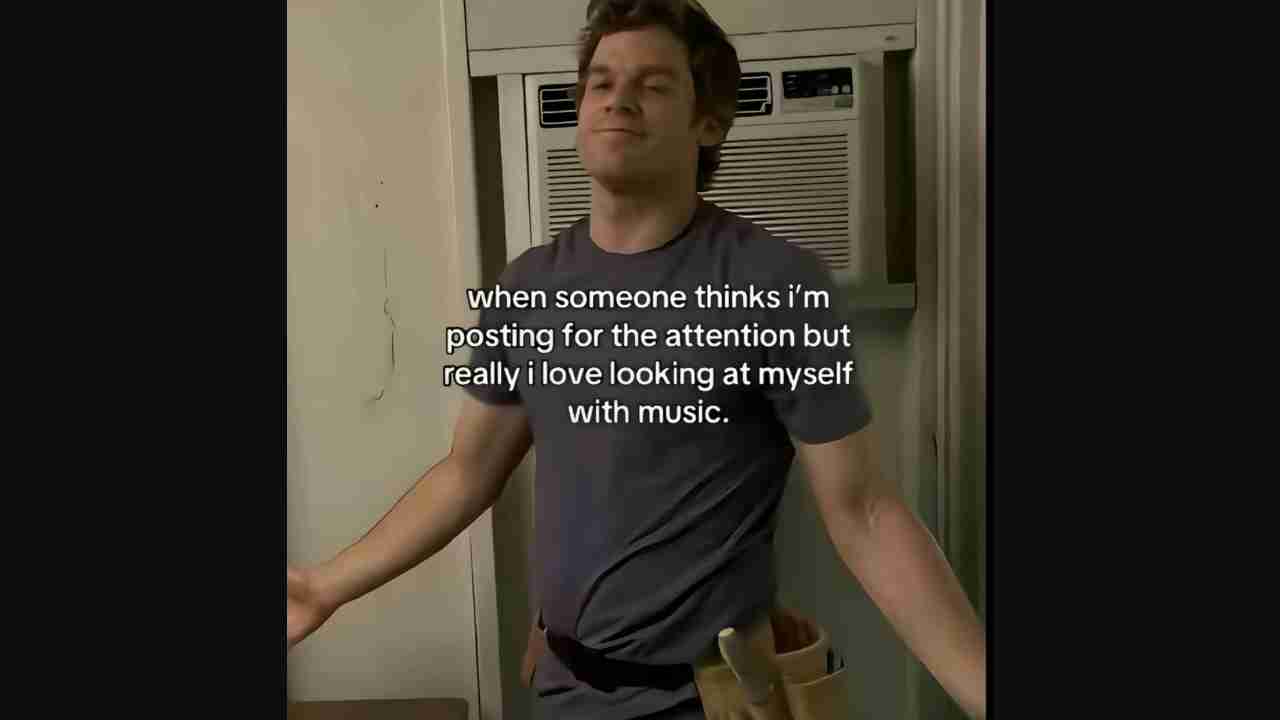 when someone thinks i'm
posting for the attention but
really i love looking at myself
with music.